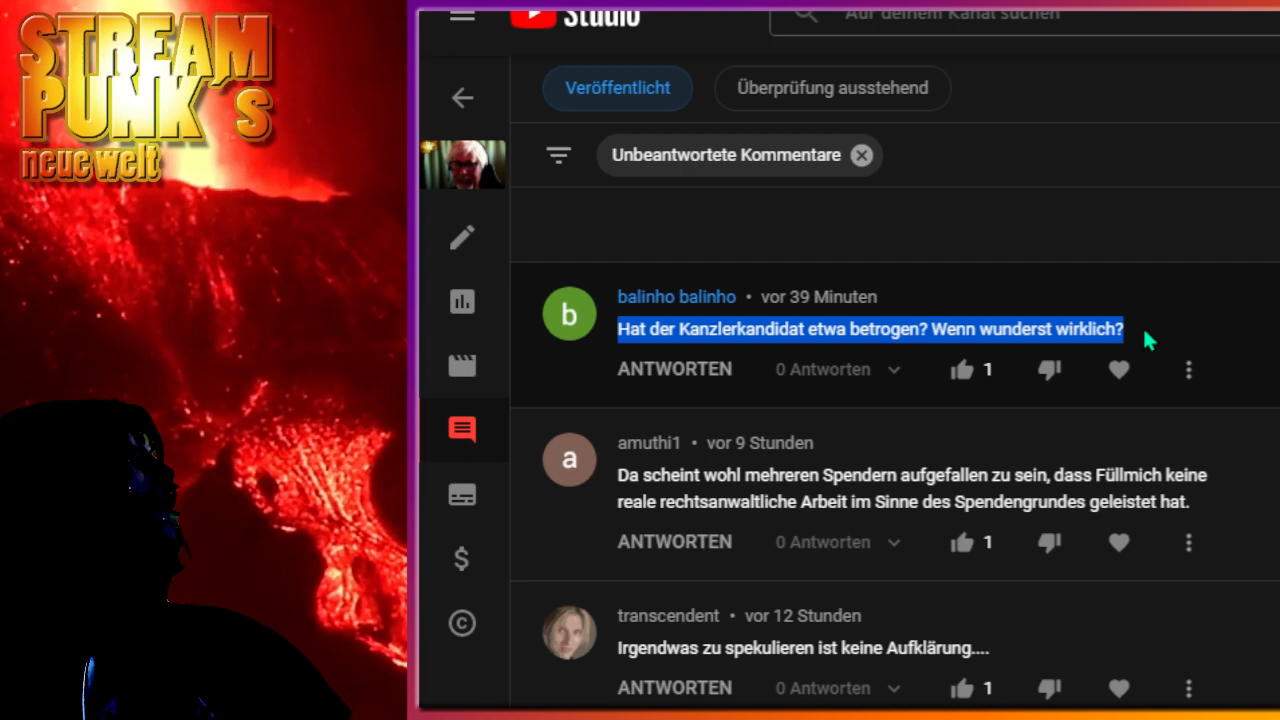 STREAM
PUNK´s
neue welt
Studio
Auf deinem Kanal suchen
Veröffentlicht
Überprüfung ausstehend
Unbeantwortete Kommentare
b
balinho balinho • vor 39 Minuten
Hat der Kanzlerkandidat etwa betrogen? Wenn wunderst wirklich?
ANTWORTEN 0 Antworten 1
a
amuthi1 • vor 9 Stunden
Da scheint wohl mehreren Spendern aufgefallen zu sein, dass Füllmich keine
reale rechtsanwaltliche Arbeit im Sinne des Spendengrundes geleistet hat.
ANTWORTEN 0 Antworten 1
transcendent • vor 12 Stunden
Irgendwas zu spekulieren ist keine Aufklärung....
ANTWORTEN 0 Antworten 1